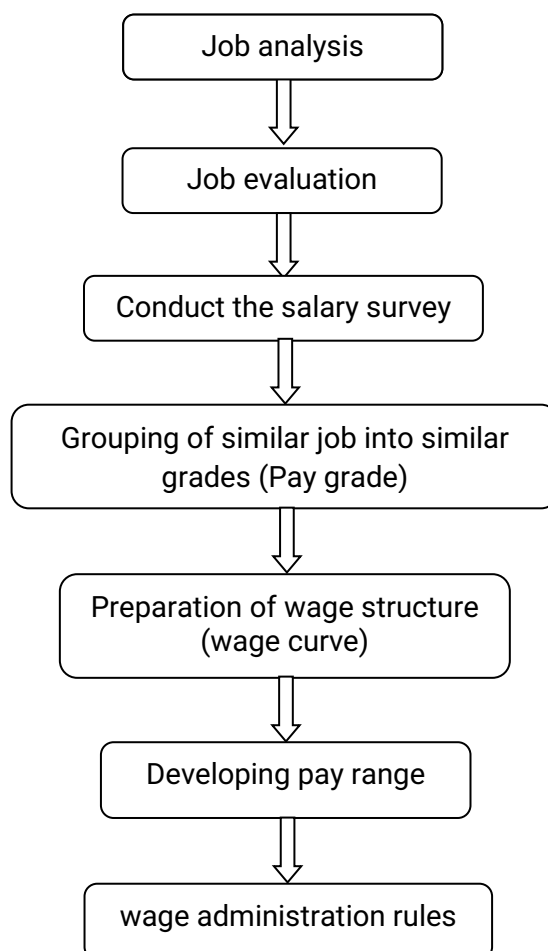 Job analysis
Job evaluation
Conduct the salary survey
Grouping of similar job into similar
grades (Pay grade)
Preparation of wage structure
(wage curve)
Developing pay range
wage administration rules